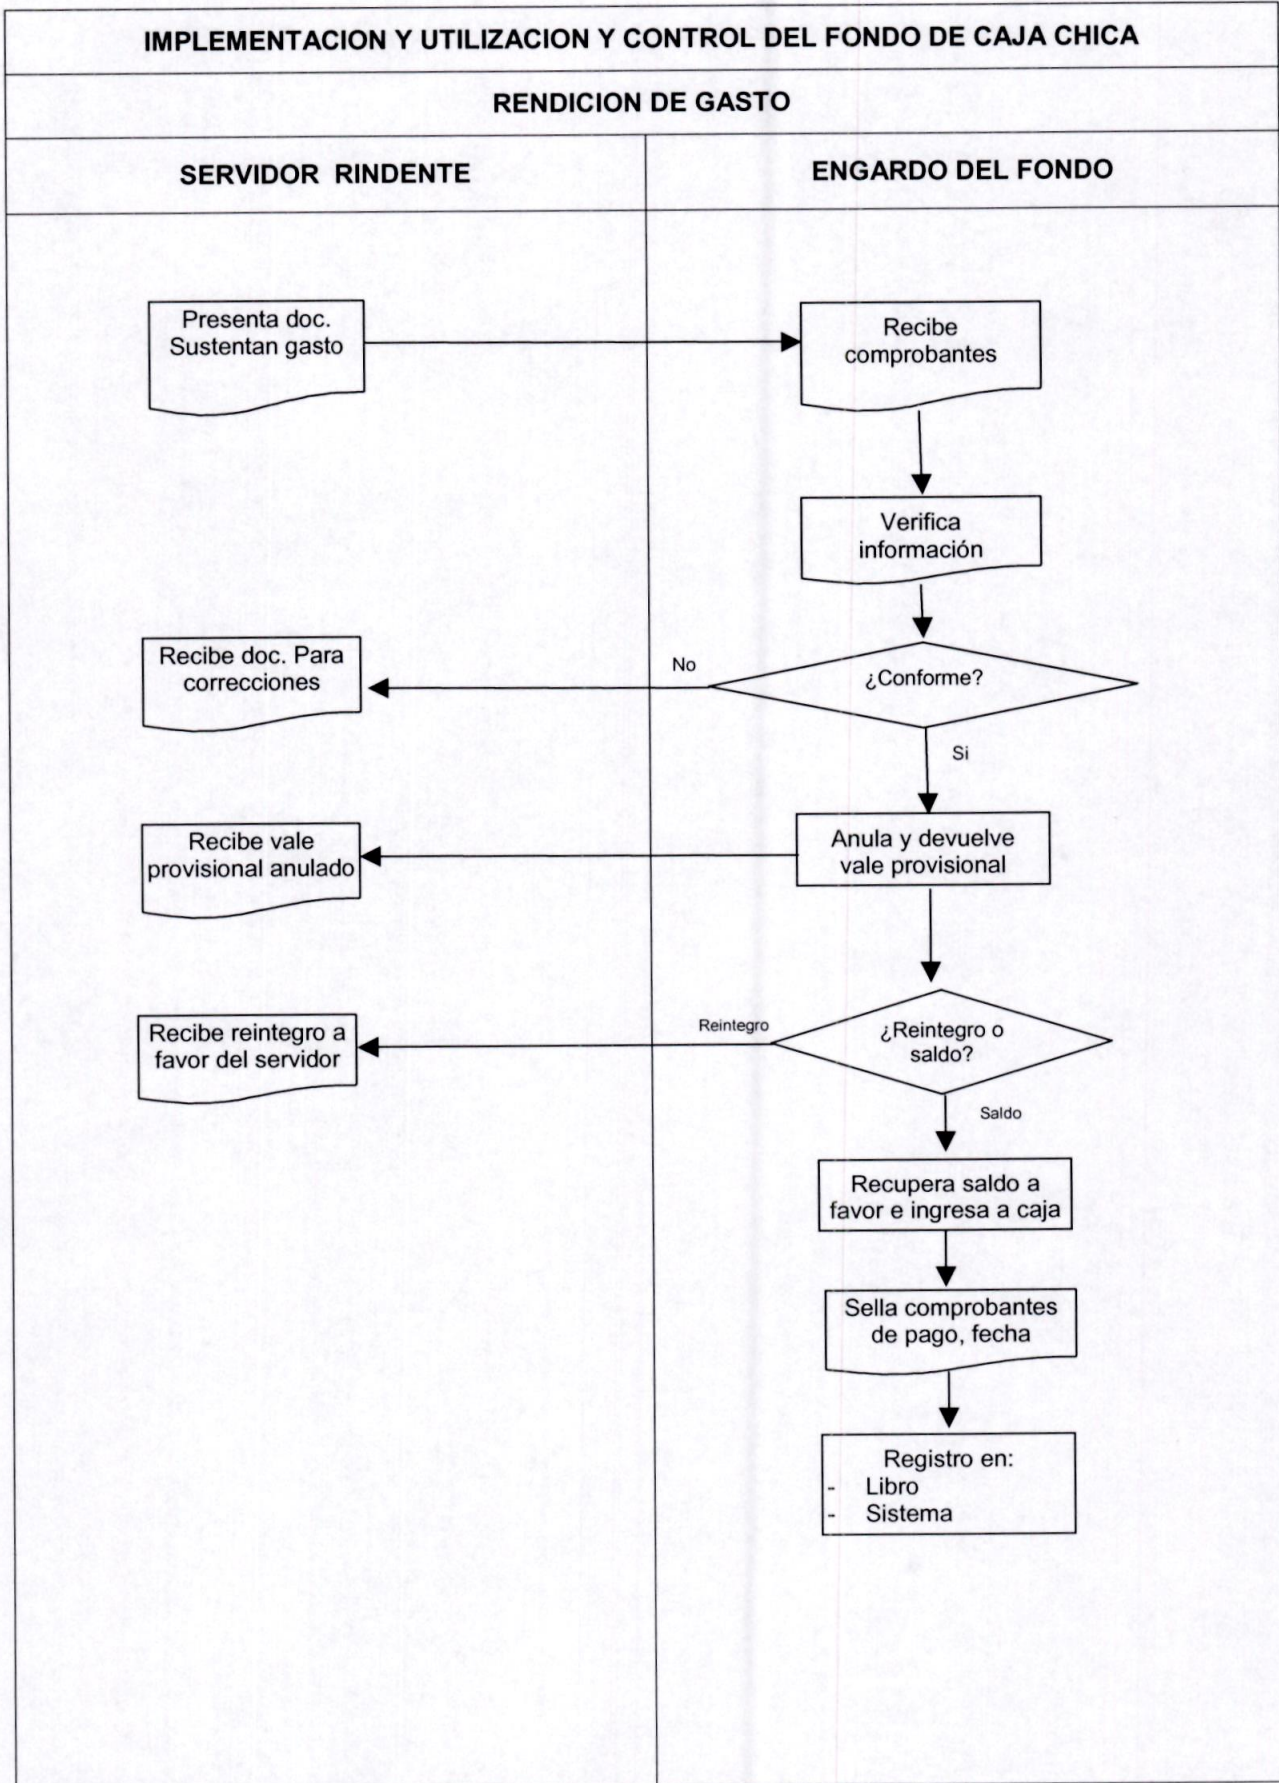 IMPLEMENTACION Y UTILIZACION Y CONTROL DEL FONDO DE CAJA CHICA
RENDICION DE GASTO
SERVIDOR RINDENTE
ENGARDO DEL FONDO
Presenta doc.
Sustentan gasto
Recibe
comprobantes
Verifica
información
¿Conforme?
No
Recibe doc. Para
correcciones
Si
Anula y devuelve
vale provisional
Recibe vale
provisional anulado
¿Reintegro o
saldo?
Reintegro
Recibe reintegro a
favor del servidor
Saldo
Recupera saldo a
favor e ingresa a caja
Sella comprobantes
de pago, fecha
Registro en:
- Libro
- Sistema